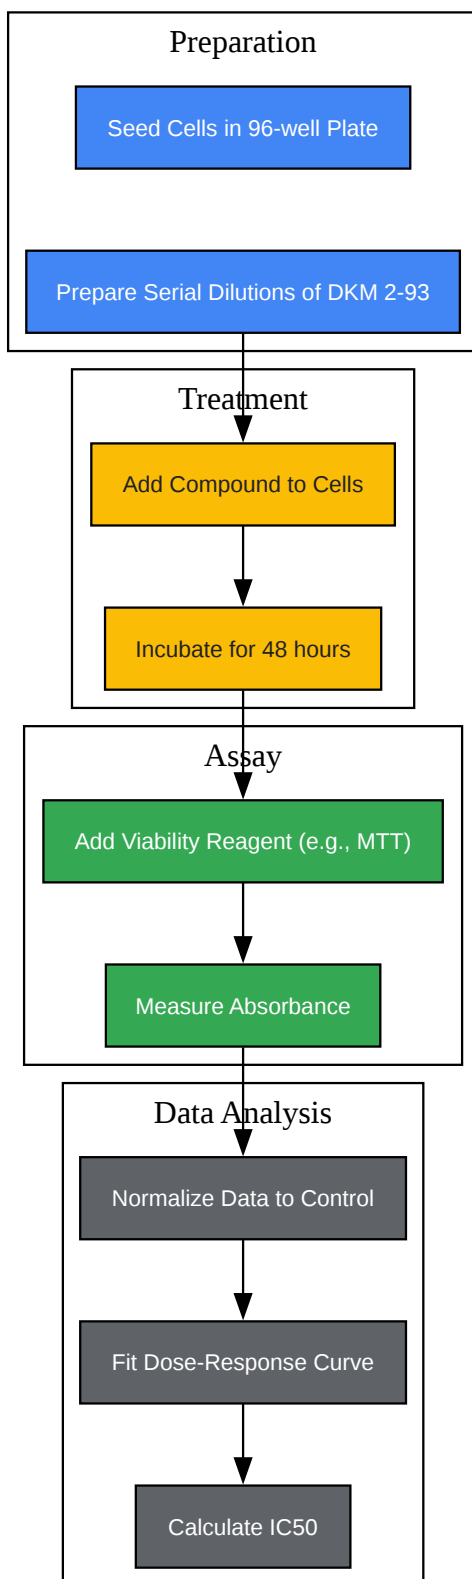 Preparation
Seed Cells in 96-well Plate
Prepare Serial Dilutions of DKM 2-93
Treatment
Add Compound to Cells
Incubate for 48 hours
Assay
Add Viability Reagent (e.g., MTT)
Measure Absorbance
Data Analysis
Normalize Data to Control
Fit Dose-Response Curve
Calculate IC50